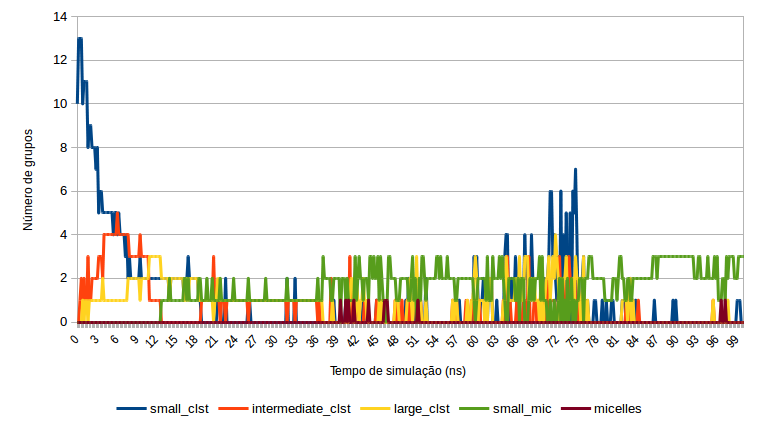 Número de grupos
14
12
10
8
6
4
2
0
0 3 6 9 12 15 18 21 24 27 30 33 36 39 42 45 48 51 54 57 60 63 66 69 72 75 78 81 84 87 90 93 96 99
Tempo de simulação (ns)
small_clst intermediate_clst large_clst small_mic micelles